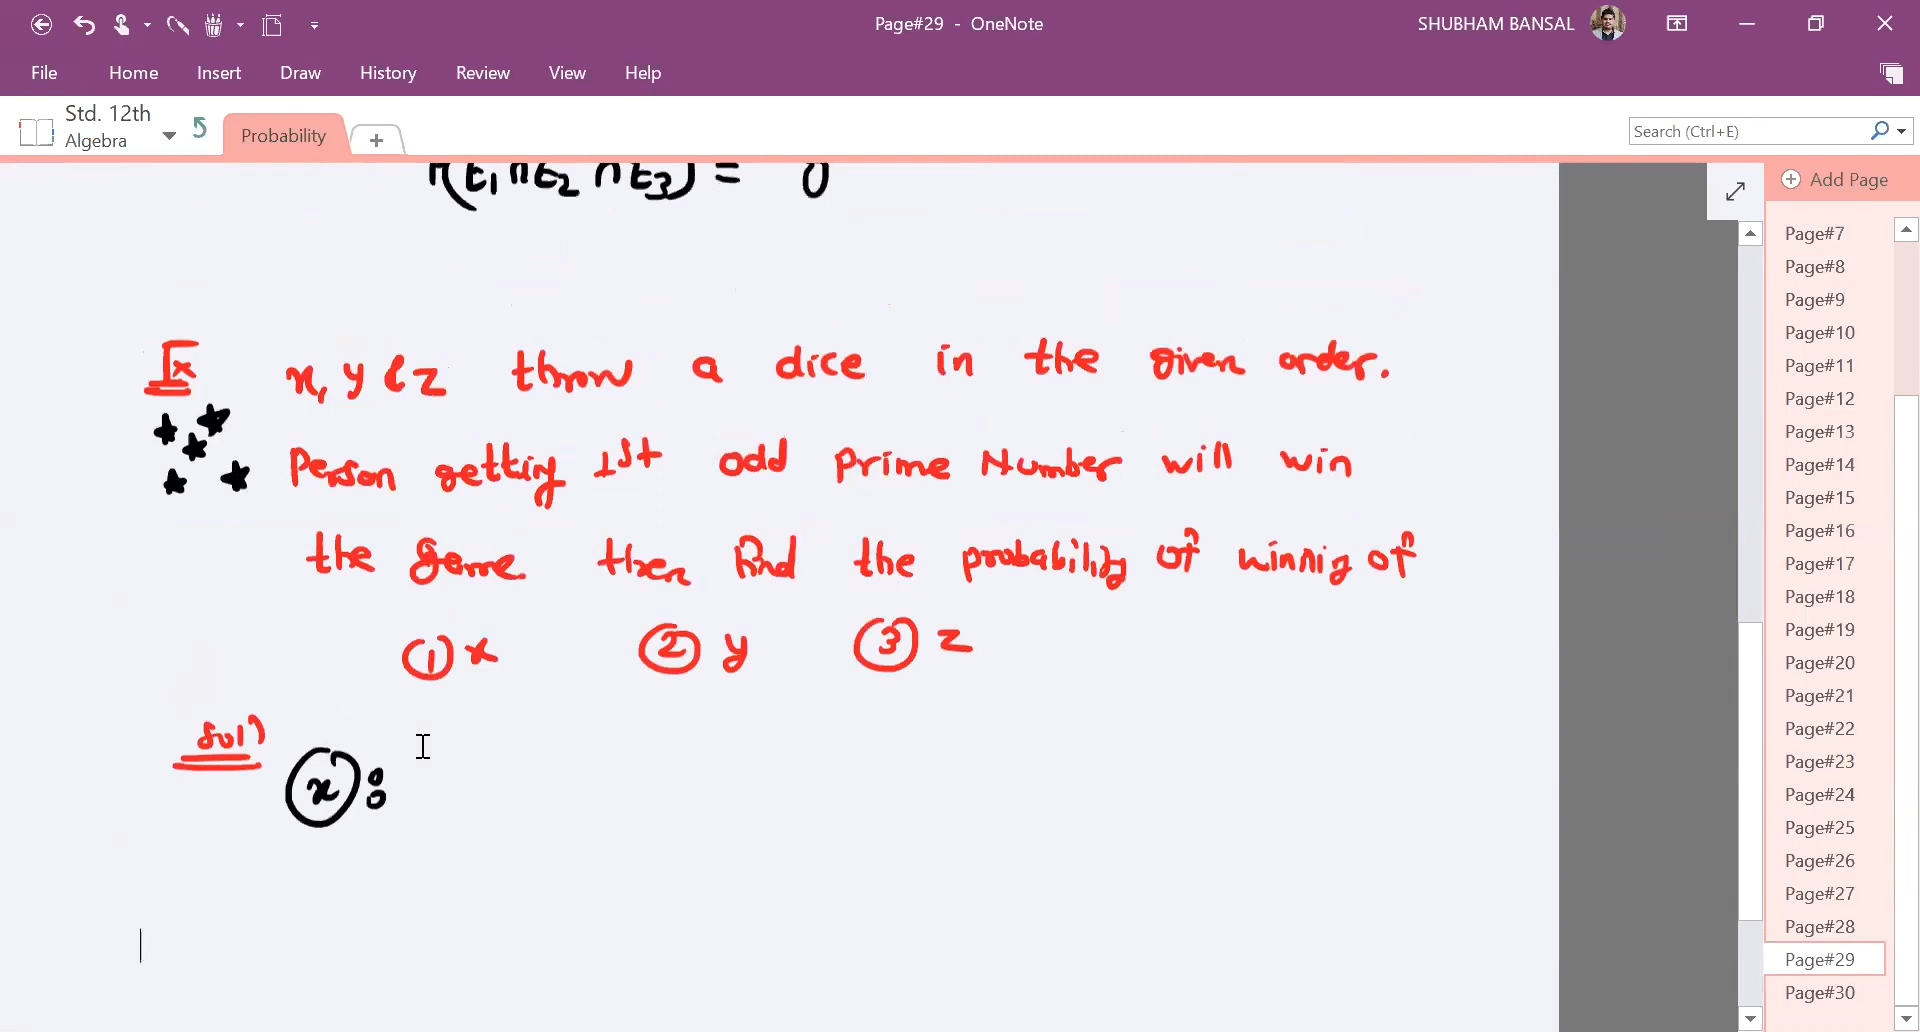 Page#29 - OneNote
SHUBHAM BANSAL
File Home Insert Draw History Review View Help
Std. 12th
Algebra
Probability
+
Search (Ctrl+E)
(E1 ∩ E2 ∩ E3) = 0
Add Page
Page#7
Page#8
Page#9
Page#10
Page#11
Page#12
Page#13
Page#14
Page#15
Page#16
Page#17
Page#18
Page#19
Page#20
Page#21
Page#22
Page#23
Page#24
Page#25
Page#26
Page#27
Page#28
Page#29
Page#30
Ex x, y & z throw a dice in the given order.
Person getting 1st odd prime Number will win
the game then find the probability of winnig of
① x ② y ③ z
Sol)
x :